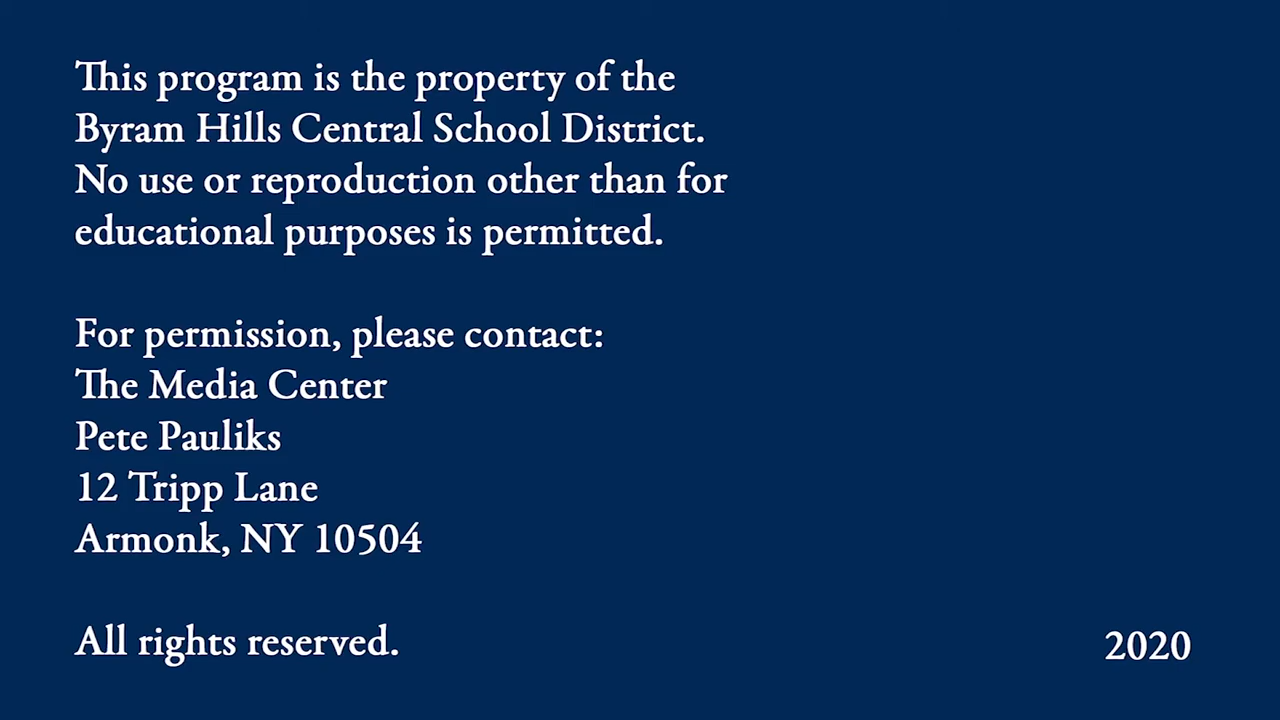 This program is the property of the
Byram Hills Central School District.
No use or reproduction other than for
educational purposes is permitted.
For permission, please contact:
The Media Center
Pete Pauliks
12 Tripp Lane
Armonk, NY 10504
All rights reserved.
2020